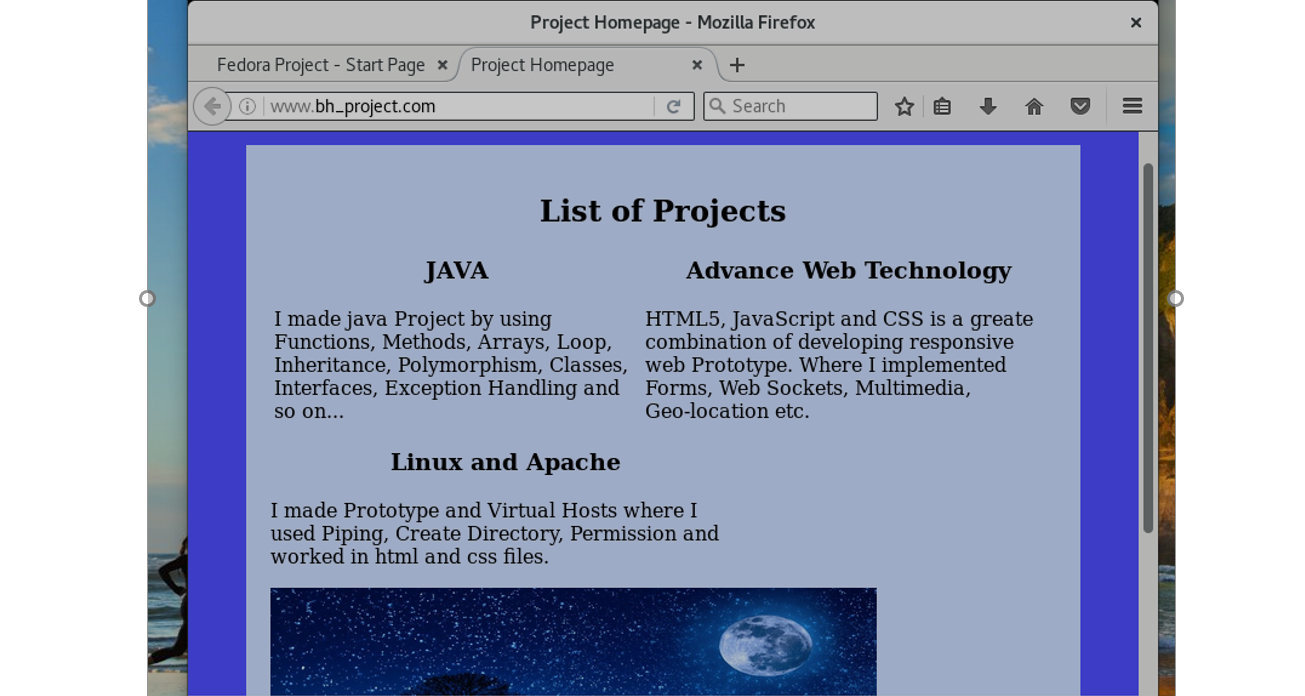 Project Homepage - Mozilla Firefox
Fedora Project - Start Page
Project Homepage
www.bh_project.com
Search
List of Projects
JAVA
I made java Project by using
Functions, Methods, Arrays, Loop,
Inheritance, Polymorphism, Classes,
Interfaces, Exception Handling and
so on...
Advance Web Technology
HTML5, JavaScript and CSS is a greate
combination of developing responsive
web Prototype. Where I implemented
Forms, Web Sockets, Multimedia,
Geo-location etc.
Linux and Apache
I made Prototype and Virtual Hosts where I
used Piping, Create Directory, Permission and
worked in html and css files.